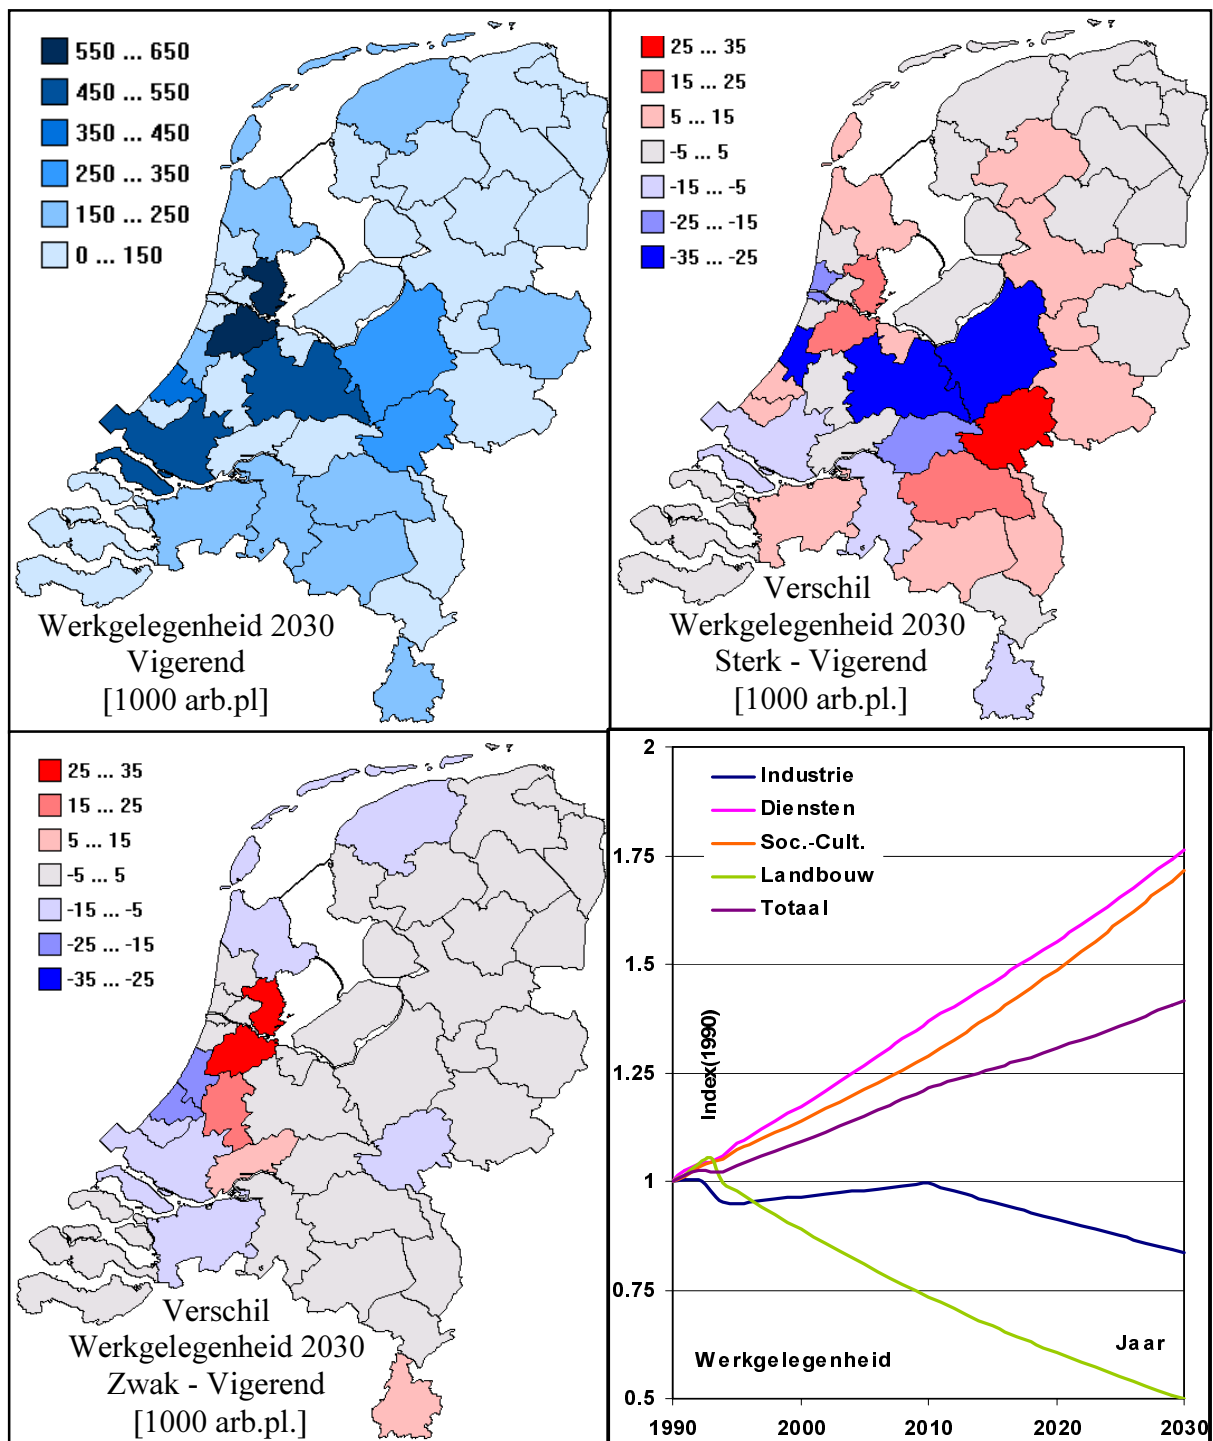 550 ... 650
450 ... 550
350 ... 450
250 ... 350
150 ... 250
0 ... 150
Werkgelegenheid 2030
Vigerend
[1000 arb.pl]
25 ... 35
15 ... 25
5 ... 15
-5 ... 5
-15 ... -5
-25 ... -15
-35 ... -25
Verschil
Werkgelegenheid 2030
Sterk - Vigerend
[1000 arb.pl.]
25 ... 35
15 ... 25
5 ... 15
-5 ... 5
-15 ... -5
-25 ... -15
-35 ... -25
Verschil
Werkgelegenheid 2030
Zwak - Vigerend
[1000 arb.pl.]
2
1.75
1.5
1.25
1
0.75
0.5
Industrie
Diensten
Soc.-Cult.
Landbouw
Totaal
Index(1990)
Werkgelegenheid
Jaar
1990 2000 2010 2020 2030